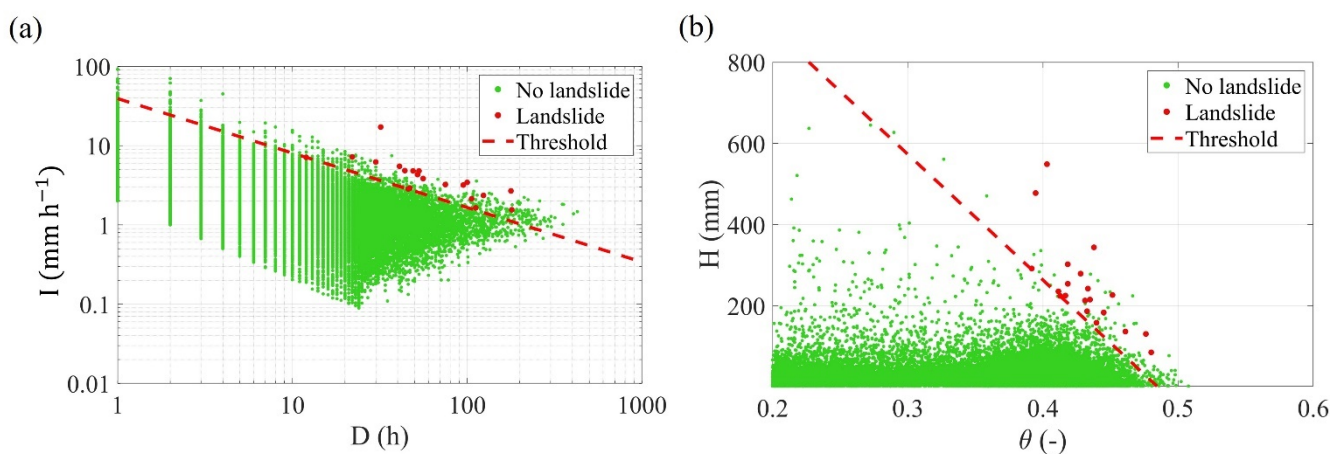 (a)
100
10
1
0.1
0.01
I (mm h⁻¹)
1
10
100
1000
D (h)
No landslide
Landslide
Threshold
(b)
800
600
400
200
0
H (mm)
0.2
0.3
0.4
0.5
0.6
θ (-)
No landslide
Landslide
Threshold